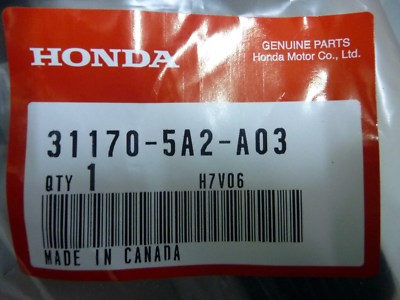 HONDA
GENUINE PARTS
Honda Motor Co., Ltd.
31170-5A2-A03
QTY 1 H7V06
MADE IN CANADA